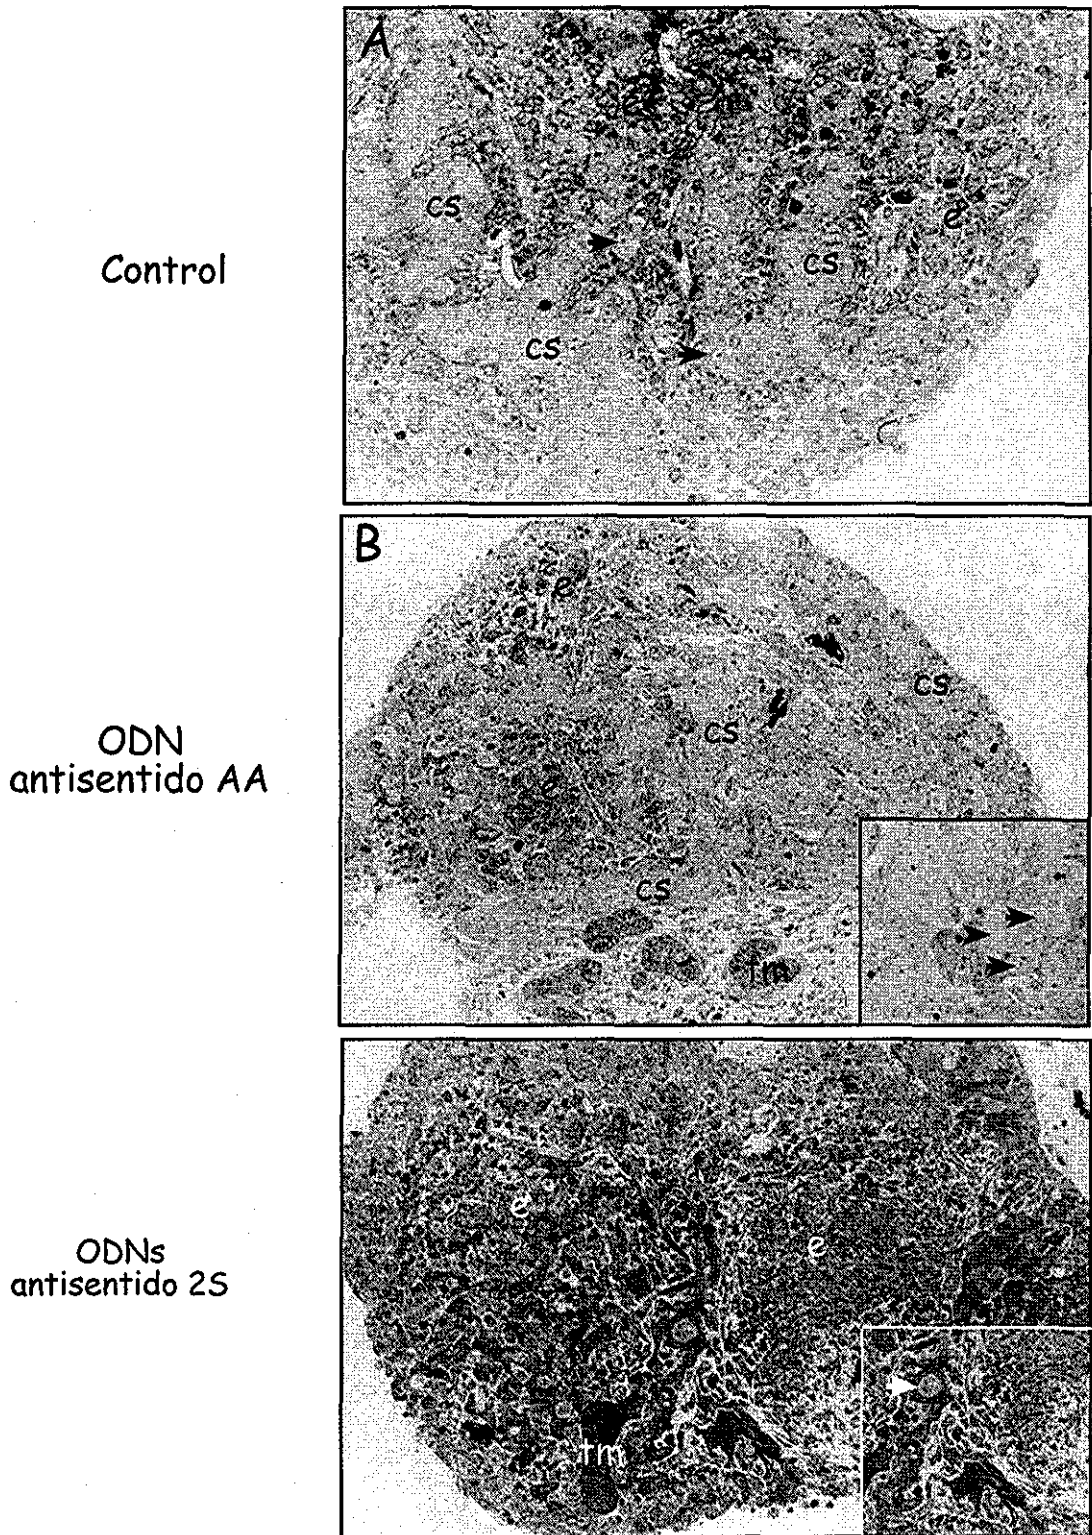 A
cs
e
Control
cs
cs
B
e
cs
cs
ODN
antisentido AA
e
cs
tm
e
e
ODNs
antisentido 2S
tm